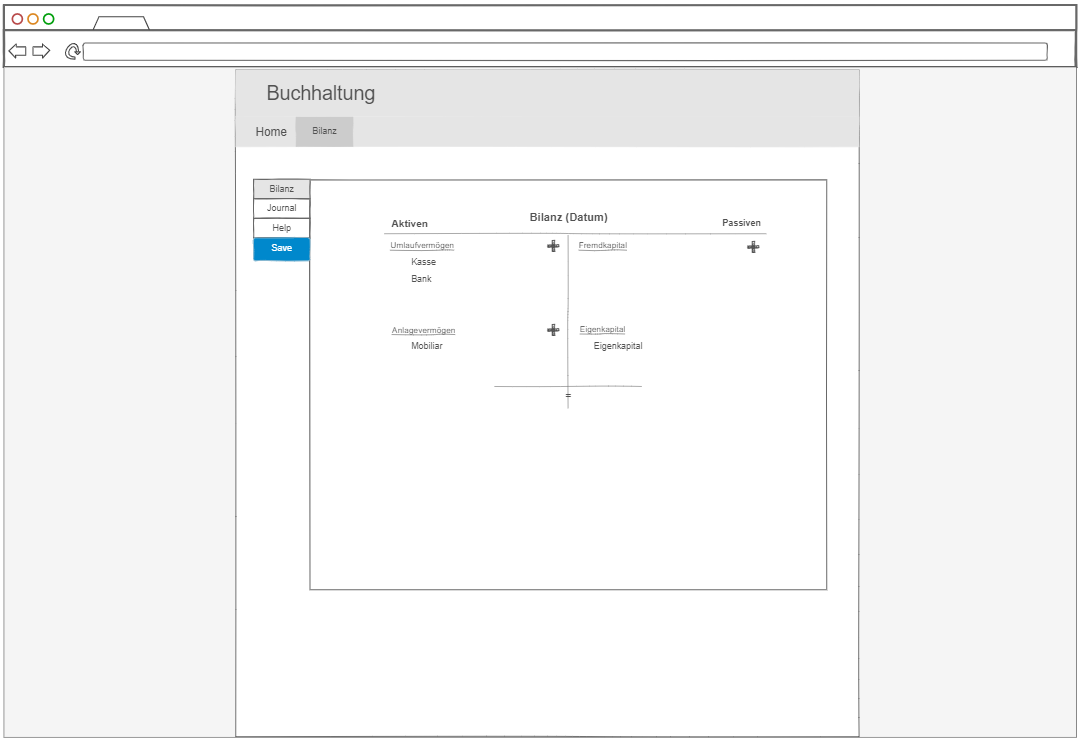 Buchhaltung
Home
Bilanz
Bilanz
Journal
Help
Save
Aktiven
Bilanz (Datum)
Passiven
Umlaufvermögen
Fremdkapital
Kasse
Bank
Anlagevermögen
Eigenkapital
Mobiliar
Eigenkapital
=